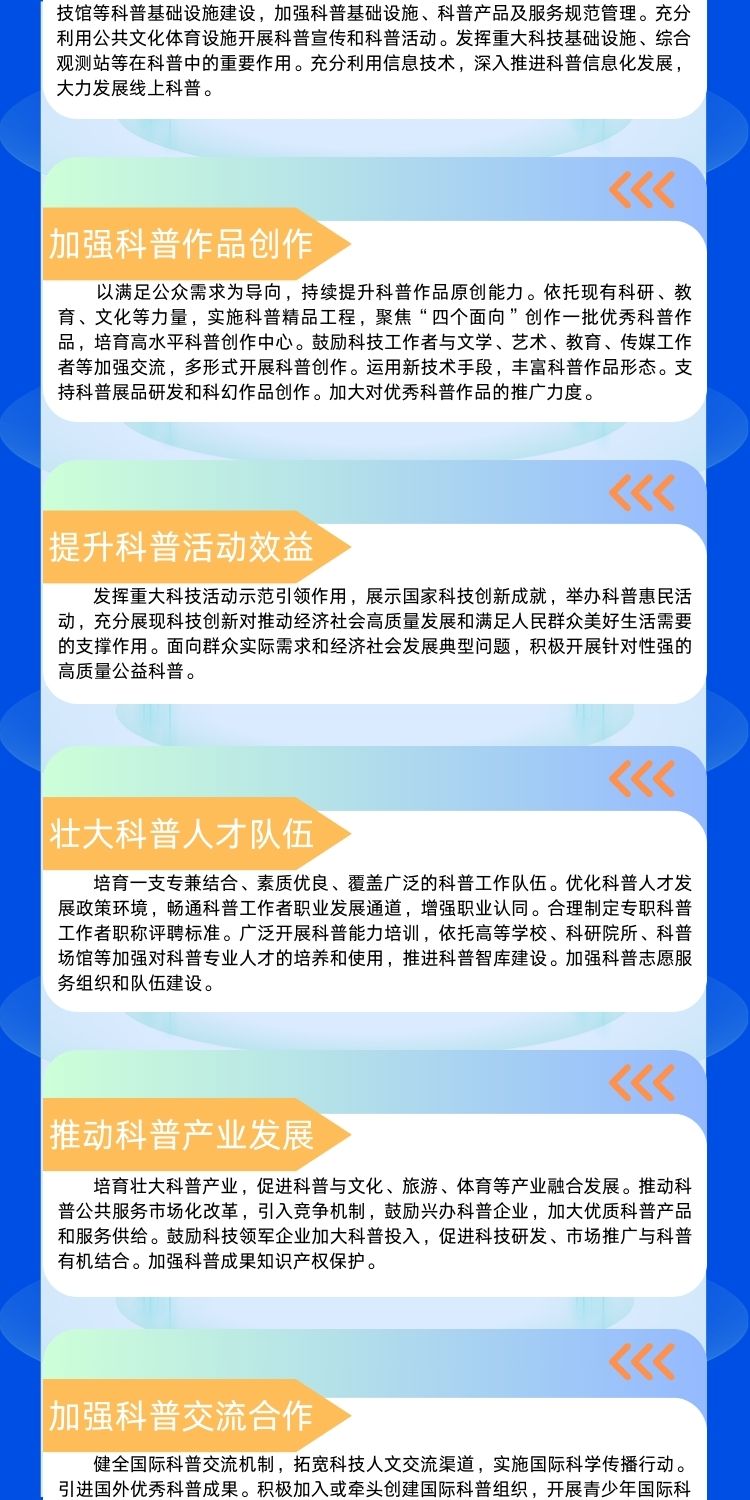 技馆等科普基础设施建设，加强科普基础设施、科普产品及服务规范管理。充分
利用公共文化体育设施开展科普宣传和科普活动。发挥重大科技基础设施、综合
观测站等在科普中的重要作用。充分利用信息技术，深入推进科普信息化发展，
大力发展线上科普。
加强科普作品创作
以满足公众需求为导向，持续提升科普作品原创能力。依托现有科研、教
育、文化等力量，实施科普精品工程，聚焦“四个面向”创作一批优秀科普作
品，培育高水平科普创作中心。鼓励科技工作者与文学、艺术、教育、传媒工作
者等加强交流，多形式开展科普创作。运用新技术手段，丰富科普作品形态。支
持科普展品研发和科幻作品创作。加大对优秀科普作品的推广力度。
提升科普活动效益
发挥重大科技活动示范引领作用，展示国家科技创新成就，举办科普惠民活
动，充分展现科技创新对推动经济社会高质量发展和满足人民群众美好生活需要
的支撑作用。面向群众实际需求和经济社会发展典型问题，积极开展针对性强的
高质量公益科普。
壮大科普人才队伍
培育一支专兼结合、素质优良、覆盖广泛的科普工作队伍。优化科普人才发
展政策环境，畅通科普工作者职业发展通道，增强职业认同。合理制定专职科普
工作者职称评聘标准。广泛开展科普能力培训，依托高等学校、科研院所、科普
场馆等加强对科普专业人才的培养和使用，推进科普智库建设。加强科普志愿服
务组织和队伍建设。
推动科普产业发展
培育壮大科普产业，促进科普与文化、旅游、体育等产业融合发展。推动科
普公共服务市场化改革，引入竞争机制，鼓励兴办科普企业，加大优质科普产品
和服务供给。鼓励科技领军企业加大科普投入，促进科技研发、市场推广与科普
有机结合。加强科普成果知识产权保护。
加强科普交流合作
健全国际科普交流机制，拓宽科技人文交流渠道，实施国际科学传播行动。
引进国外优秀科普成果。积极加入或牵头创建国际科普组织，开展青少年国际科